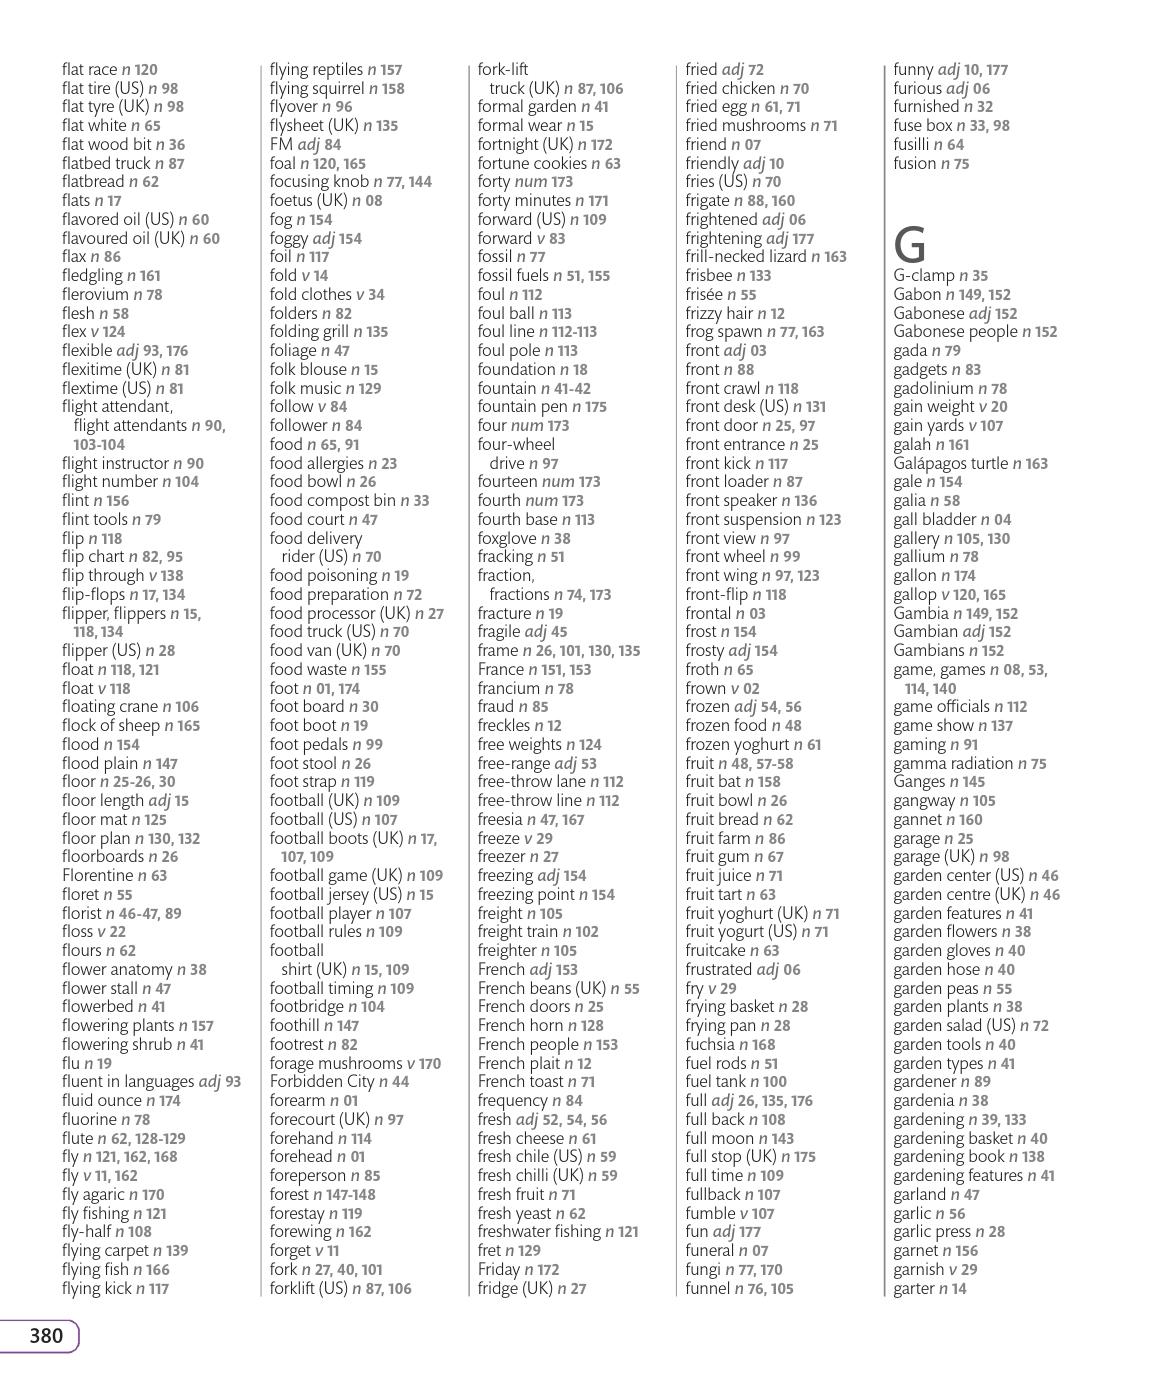 flat race n 120
flat tire (US) n 98
flat tyre (UK) n 98
flat white n 65
flat wood bit n 36
flatbed truck n 87
flatbread n 62
flats n 17
flavored oil (US) n 60
flavoured oil (UK) n 60
flax n 86
fledgling n 161
flerovium n 78
flesh n 58
flex v 124
flexible adj 93, 176
flexitime (UK) n 81
flextime (US) n 81
flight attendant,
flight attendants n 90,
103-104
flight instructor n 90
flight number n 104
flint n 156
flint tools n 79
flip n 118
flip chart n 82, 95
flip through v 138
flip-flops n 17, 134
flipper, flippers n 15,
118, 134
flipper (US) n 28
float n 118, 121
float v 118
floating crane n 106
flock of sheep n 165
flood n 154
flood plain n 147
floor n 25-26, 30
floor length adj 15
floor mat n 125
floor plan n 130, 132
floorboards n 26
Florentine n 63
floret n 55
florist n 46-47, 89
floss v 22
flours n 62
flower anatomy n 38
flower stall n 47
flowerbed n 41
flowering plants n 157
flowering shrub n 41
flu n 19
fluent in languages adj 93
fluid ounce n 174
fluorine n 78
flute n 62, 128-129
fly n 121, 162, 168
fly v 11, 162
fly agaric n 170
fly fishing n 121
fly-half n 108
flying carpet n 139
flying fish n 166
flying kick n 117
flying reptiles n 157
flying squirrel n 158
flyover n 96
flysheet (UK) n 135
FM adj 84
foal n 120, 165
focusing knob n 77, 144
foetus (UK) n 08
fog n 154
foggy adj 154
foil n 117
fold v 14
fold clothes v 34
folders n 82
folding grill n 135
foliage n 47
folk blouse n 15
folk music n 129
follow v 84
follower n 84
food n 65, 91
food allergies n 23
food bowl n 26
food compost bin n 33
food court n 47
food delivery
rider (US) n 70
food poisoning n 19
food preparation n 72
food processor (UK) n 27
food truck (US) n 70
food van (UK) n 70
food waste n 155
foot n 01, 174
foot board n 30
foot boot n 19
foot pedals n 99
foot stool n 26
foot strap n 119
football (UK) n 109
football (US) n 107
football boots (UK) n 17,
107, 109
football game (UK) n 109
football jersey (US) n 15
football player n 107
football rules n 109
football
shirt (UK) n 15, 109
football timing n 109
footbridge n 104
foothill n 147
footrest n 82
forage mushrooms v 170
Forbidden City n 44
forearm n 01
forecourt (UK) n 97
forehand n 114
forehead n 01
foreperson n 85
forest n 147-148
forestay n 119
forewing n 162
forget v 11
fork n 27, 40, 101
forklift (US) n 87, 106
fork-lift
truck (UK) n 87, 106
formal garden n 41
formal wear n 15
fortnight (UK) n 172
fortune cookies n 63
forty num 173
forty minutes n 171
forward (US) n 109
forward v 83
fossil n 77
fossil fuels n 51, 155
foul n 112
foul ball n 113
foul line n 112-113
foul pole n 113
foundation n 18
fountain n 41-42
fountain pen n 175
four num 173
four-wheel
drive n 97
fourteen num 173
fourth num 173
fourth base n 113
foxglove n 38
fracking n 51
fraction,
fractions n 74, 173
fracture n 19
fragile adj 45
frame n 26, 101, 130, 135
France n 151, 153
francium n 78
fraud n 85
freckles n 12
free weights n 124
free-range adj 53
free-throw lane n 112
free-throw line n 112
freesia n 47, 167
freeze v 29
freezer n 27
freezing adj 154
freezing point n 154
freight n 105
freight train n 102
freighter n 105
French adj 153
French beans (UK) n 55
French doors n 25
French horn n 128
French people n 153
French plait n 12
French toast n 71
frequency n 84
fresh adj 52, 54, 56
fresh cheese n 61
fresh chile (US) n 59
fresh chilli (UK) n 59
fresh fruit n 71
fresh yeast n 62
freshwater fishing n 121
fret n 129
Friday n 172
fridge (UK) n 27
fried adj 72
fried chicken n 70
fried egg n 61, 71
fried mushrooms n 71
friend n 07
friendly adj 10
fries (US) n 70
frigate n 88, 160
frightened adj 06
frightening adj 177
frill-necked lizard n 163
frisbee n 133
frisée n 55
frizzy hair n 12
frog spawn n 77, 163
front adj 03
front n 88
front crawl n 118
front desk (US) n 131
front door n 25, 97
front entrance n 25
front kick n 117
front loader n 87
front speaker n 136
front suspension n 123
front view n 97
front wheel n 99
front wing n 97, 123
front-flip n 118
frontal n 03
frost n 154
frosty adj 154
froth n 65
frown v 02
frozen adj 54, 56
frozen food n 48
frozen yoghurt n 61
fruit n 48, 57-58
fruit bat n 158
fruit bowl n 26
fruit bread n 62
fruit farm n 86
fruit gum n 67
fruit juice n 71
fruit tart n 63
fruit yoghurt (UK) n 71
fruit yogurt (US) n 71
fruitcake n 63
frustrated adj 06
fry v 29
frying basket n 28
frying pan n 28
fuchsia n 168
fuel rods n 51
fuel tank n 100
full adj 26, 135, 176
full back n 108
full moon n 143
full stop (UK) n 175
full time n 109
fullback n 107
fumble v 107
fun adj 177
funeral n 07
fungi n 77, 170
funnel n 76, 105
funny adj 10, 177
furious adj 06
furnished n 32
fuse box n 33, 98
fusilli n 64
fusion n 75
G
G-clamp n 35
Gabon n 149, 152
Gabonese adj 152
Gabonese people n 152
gada n 79
gadgets n 83
gadolinium n 78
gain weight v 20
gain yards v 107
galah n 161
Galápagos turtle n 163
gale n 154
galia n 58
gall bladder n 04
gallery n 105, 130
gallium n 78
gallon n 174
gallop v 120, 165
Gambia n 149, 152
Gambian adj 152
Gambians n 152
game, games n 08, 53,
114, 140
game officials n 112
game show n 137
gaming n 91
gamma radiation n 75
Ganges n 145
gangway n 105
gannet n 160
garage n 25
garage (UK) n 98
garden center (US) n 46
garden centre (UK) n 46
garden features n 41
garden flowers n 38
garden gloves n 40
garden hose n 40
garden peas n 55
garden plants n 38
garden salad (US) n 72
garden tools n 40
garden types n 41
gardener n 89
gardenia n 38
gardening n 39, 133
gardening basket n 40
gardening book n 138
gardening features n 41
garland n 47
garlic n 56
garlic press n 28
garnet n 156
garnish v 29
garter n 14
380